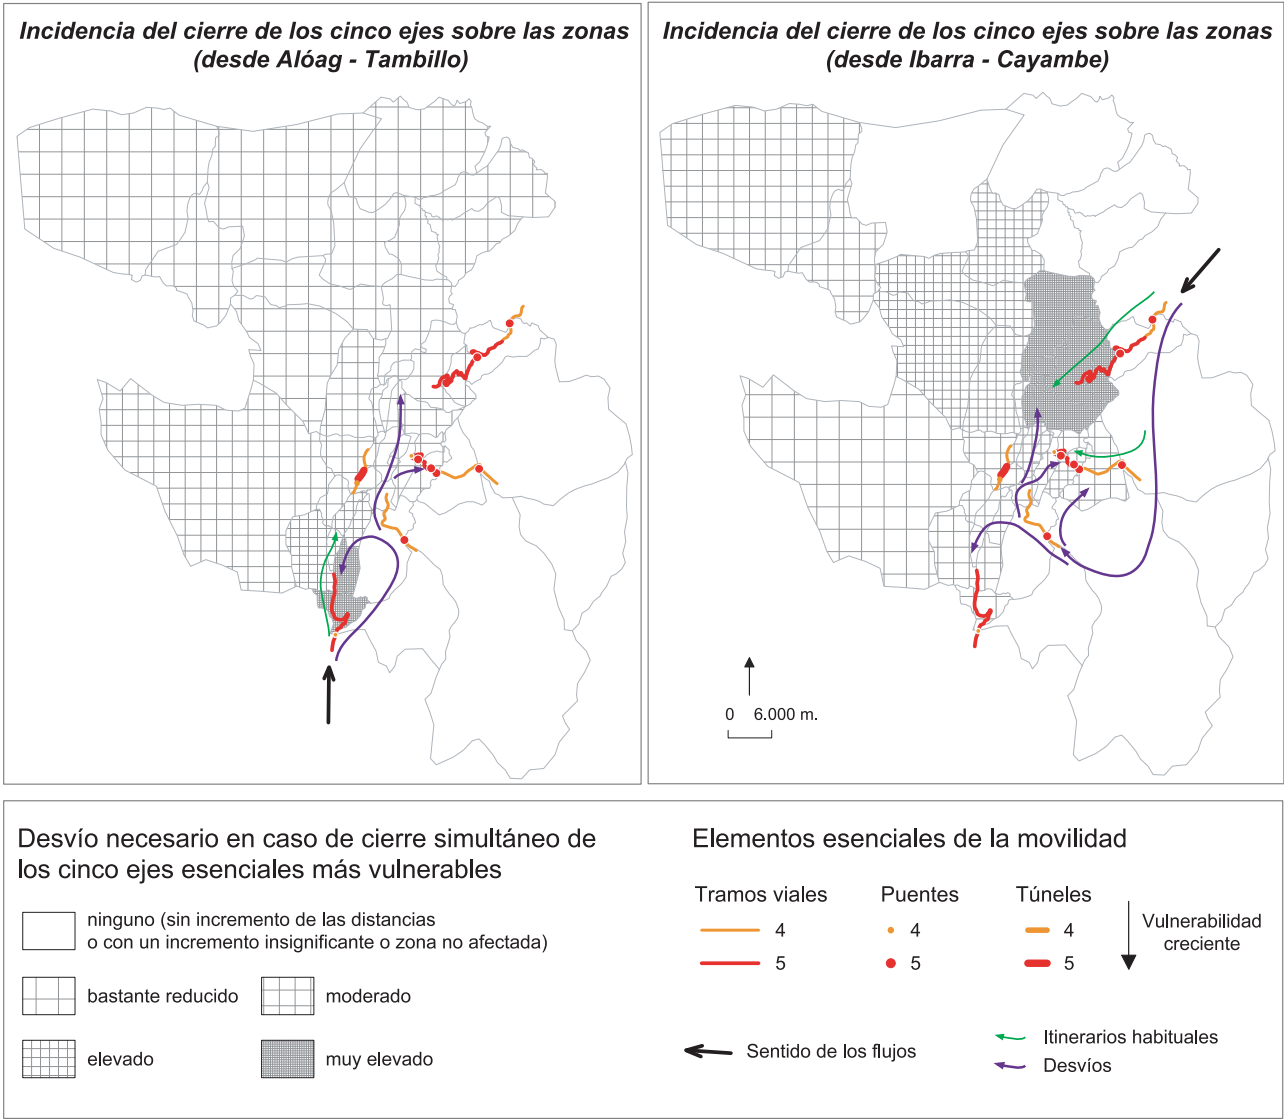 Incidencia del cierre de los cinco ejes sobre las zonas
(desde Alóag - Tambillo)
Incidencia del cierre de los cinco ejes sobre las zonas
(desde Ibarra - Cayambe)
0 6.000 m.
Desvío necesario en caso de cierre simultáneo de
los cinco ejes esenciales más vulnerables
ninguno (sin incremento de las distancias
o con un incremento insignificante o zona no afectada)
bastante reducido
moderado
elevado
muy elevado
Elementos esenciales de la movilidad
Tramos viales
Puentes
Túneles
4
4
4
5
5
5
Vulnerabilidad
creciente
Sentido de los flujos
Itinerarios habituales
Desvíos